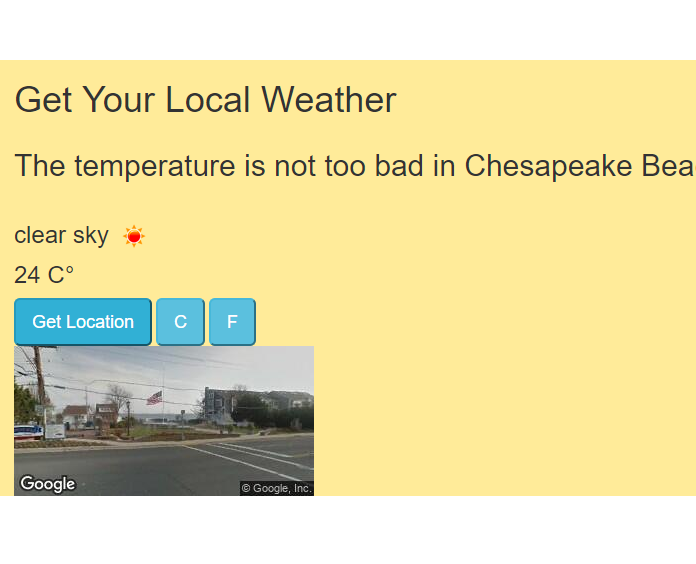 Get Your Local Weather
The temperature is not too bad in Chesapeake Bea
clear sky
24 C°
Get Location C F
Google © Google, Inc.